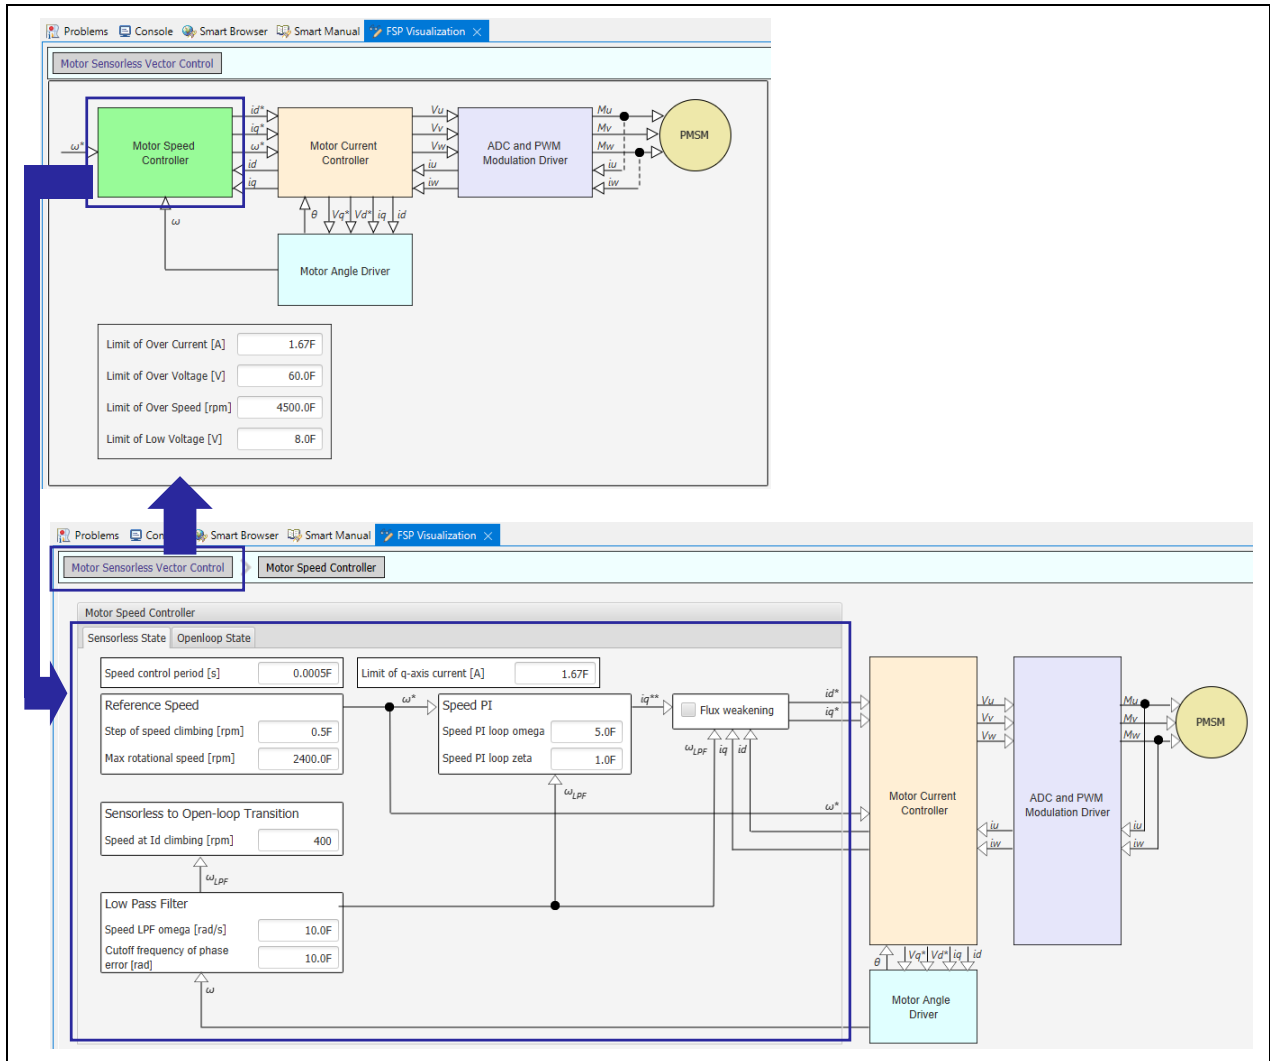 Problems Console Smart Browser Smart Manual FSP Visualization
Motor Sensorless Vector Control
ω*
Motor Speed
Controller
id*
iq*
ω*
id
iq
Motor Current
Controller
Vu
Vv
Vw
iu
iw
ADC and PWM
Modulation Driver
Mu
Mv
Mw
iu
iw
PMSM
ω
θ Vq* Vd* iq id
Motor Angle Driver
Limit of Over Current [A] 1.67F
Limit of Over Voltage [V] 60.0F
Limit of Over Speed [rpm] 4500.0F
Limit of Low Voltage [V] 8.0F
Problems Con Smart Browser Smart Manual FSP Visualization
Motor Sensorless Vector Control Motor Speed Controller
Motor Speed Controller
Sensorless State Openloop State
Speed control period [s] 0.0005F Limit of q-axis current [A] 1.67F
Reference Speed
Step of speed climbing [rpm] 0.5F
Max rotational speed [rpm] 2400.0F
ω*
Speed PI
Speed PI loop omega 5.0F
Speed PI loop zeta 1.0F
iq**
Flux weakening
id*
iq*
ωLPF iq id
ωLPF
ω*
Sensorless to Open-loop Transition
Speed at Id climbing [rpm] 400
ωLPF
Low Pass Filter
Speed LPF omega [rad/s] 10.0F
Cutoff frequency of phase
error [rad] 10.0F
ω
Motor Current
Controller
Vu
Vv
Vw
iu
iw
ADC and PWM
Modulation Driver
Mu
Mv
Mw
iu
iw
PMSM
θ Vq* Vd* iq id
Motor Angle
Driver